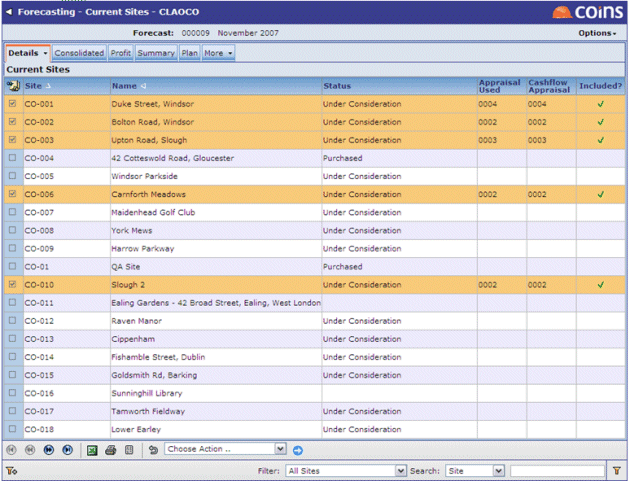 Forecasting - Current Sites - CLAOCO coins
Forecast: 000009 November 2007 Options
Details Consolidated Profit Summary Plan More
Current Sites
Site Name Status Appraisal Used Cashflow Appraisal Included?
CO-001 Duke Street, Windsor Under Consideration 0004 0004
CO-002 Bolton Road, Windsor Under Consideration 0002 0002
CO-003 Upton Road, Slough Under Consideration 0003 0003
CO-004 42 Cotteswold Road, Gloucester Purchased
CO-005 Windsor Parkside Under Consideration
CO-006 Carnforth Meadows Under Consideration 0002 0002
CO-007 Maidenhead Golf Club Under Consideration
CO-008 York Mews Under Consideration
CO-009 Harrow Parkway Under Consideration
CO-01 QA Site Purchased
CO-010 Slough 2 Under Consideration 0002 0002
CO-011 Ealing Gardens - 42 Broad Street, Ealing, West London
CO-012 Raven Manor Under Consideration
CO-013 Cippenham Under Consideration
CO-014 Fishamble Street, Dublin Under Consideration
CO-015 Goldsmith Rd, Barking Under Consideration
CO-016 Sunninghill Library
CO-017 Tamworth Fieldway Under Consideration
CO-018 Lower Earley Under Consideration
Choose Action ..
Filter: All Sites Search: Site